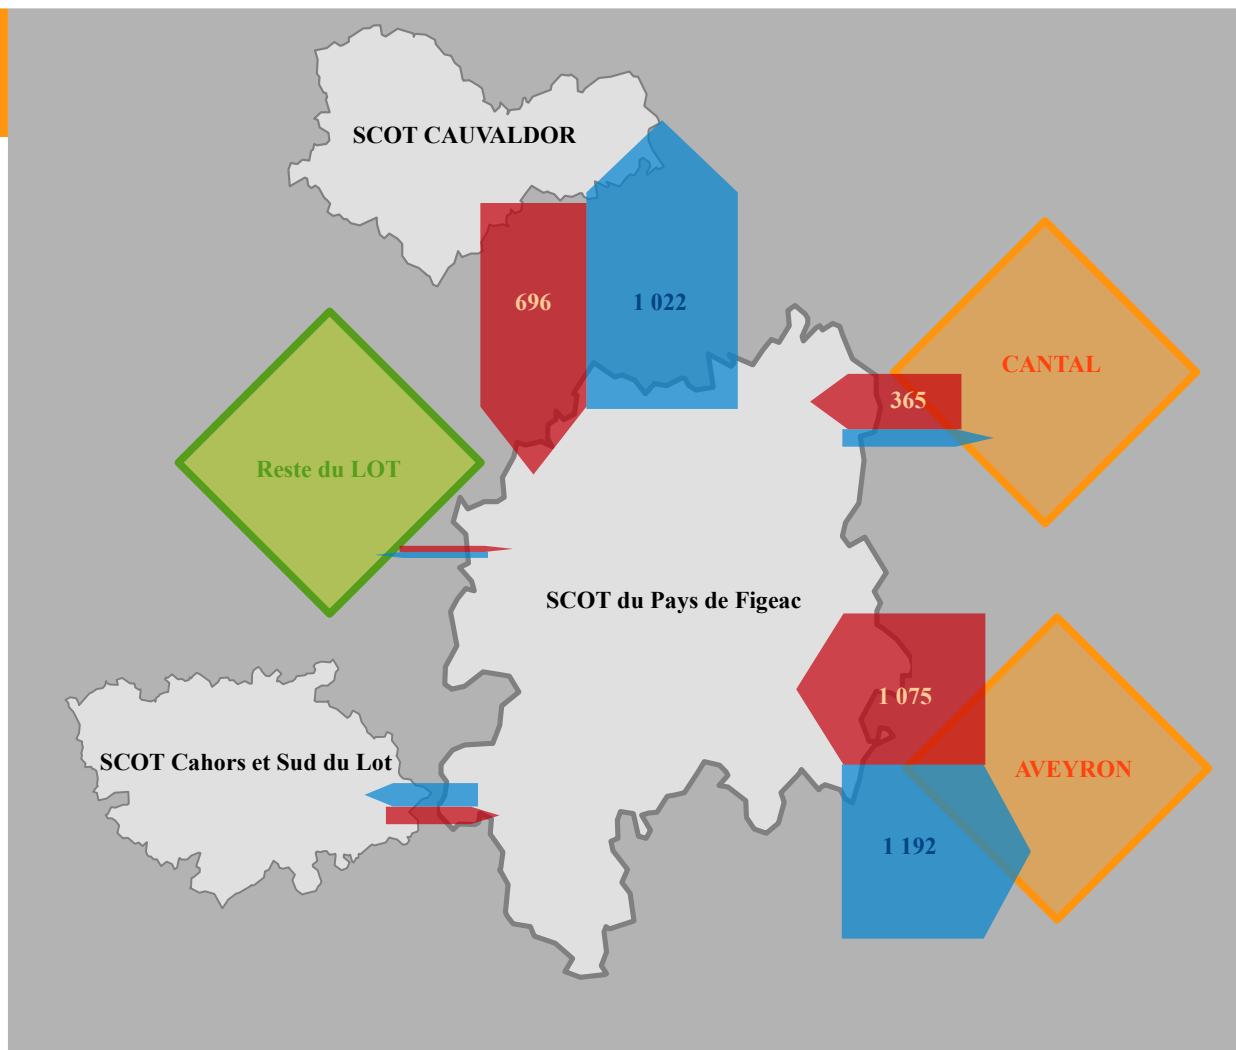 SCOT CAUVALDOR
696
1 022
CANTAL
365
Reste du LOT
SCOT du Pays de Figeac
1 075
SCOT Cahors et Sud du Lot
AVEYRON
1 192